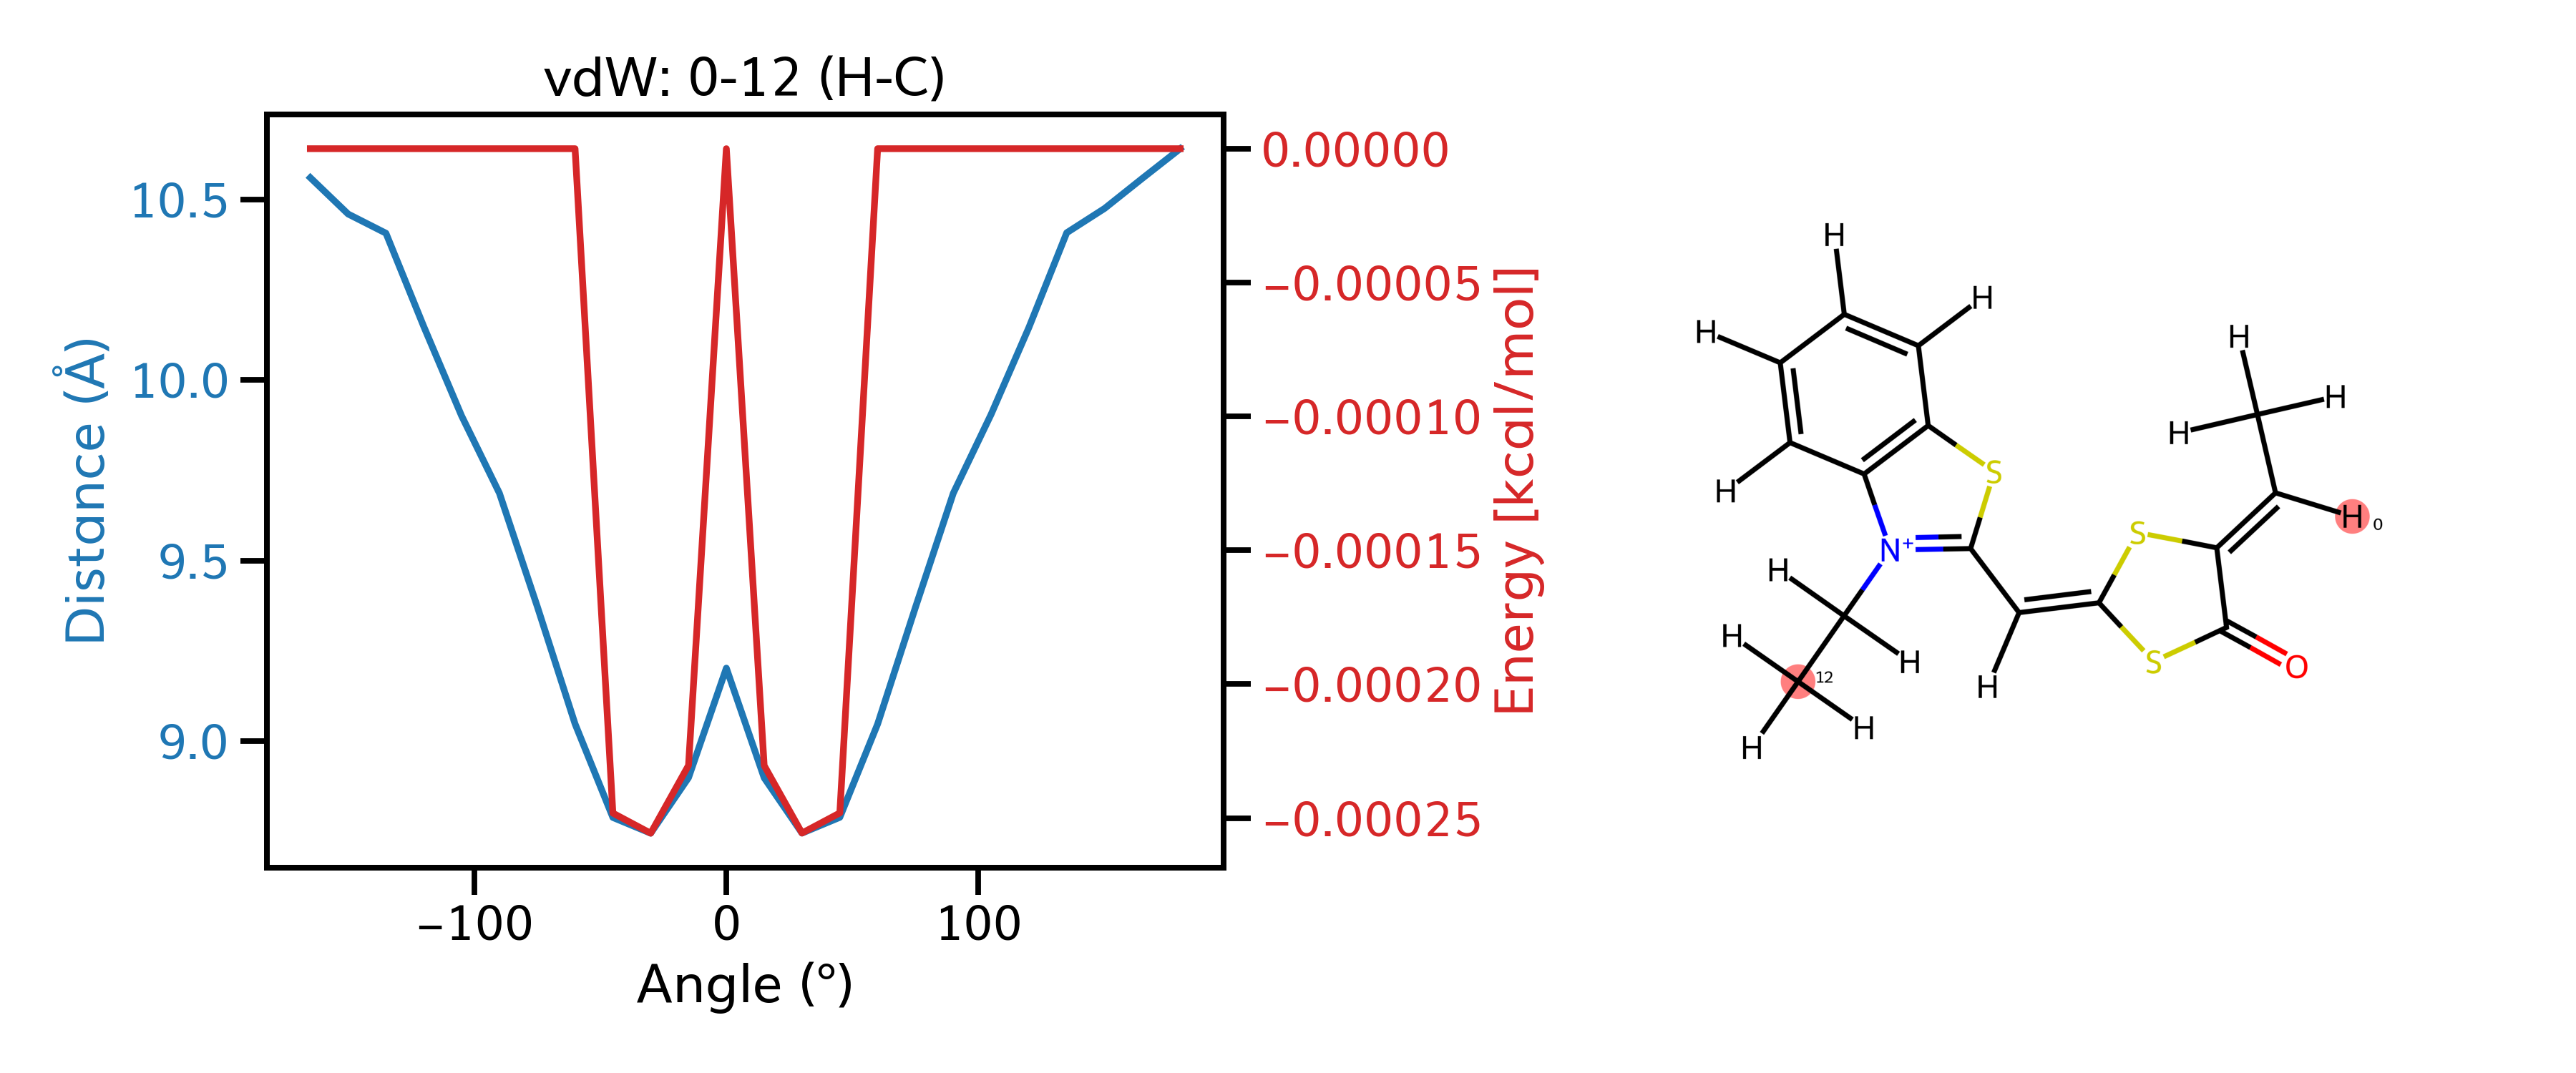 vdW: 0-12 (H-C)
Distance (Å)
10.5
10.0
9.5
9.0
0.00000
−0.00005
−0.00010
−0.00015
−0.00020
−0.00025
Energy [kcal/mol]
−100
0
100
Angle (°)
H
H
H
H
H
H
H
S
H 0
S
N+
H
H
H
12
S
O
H
H
H